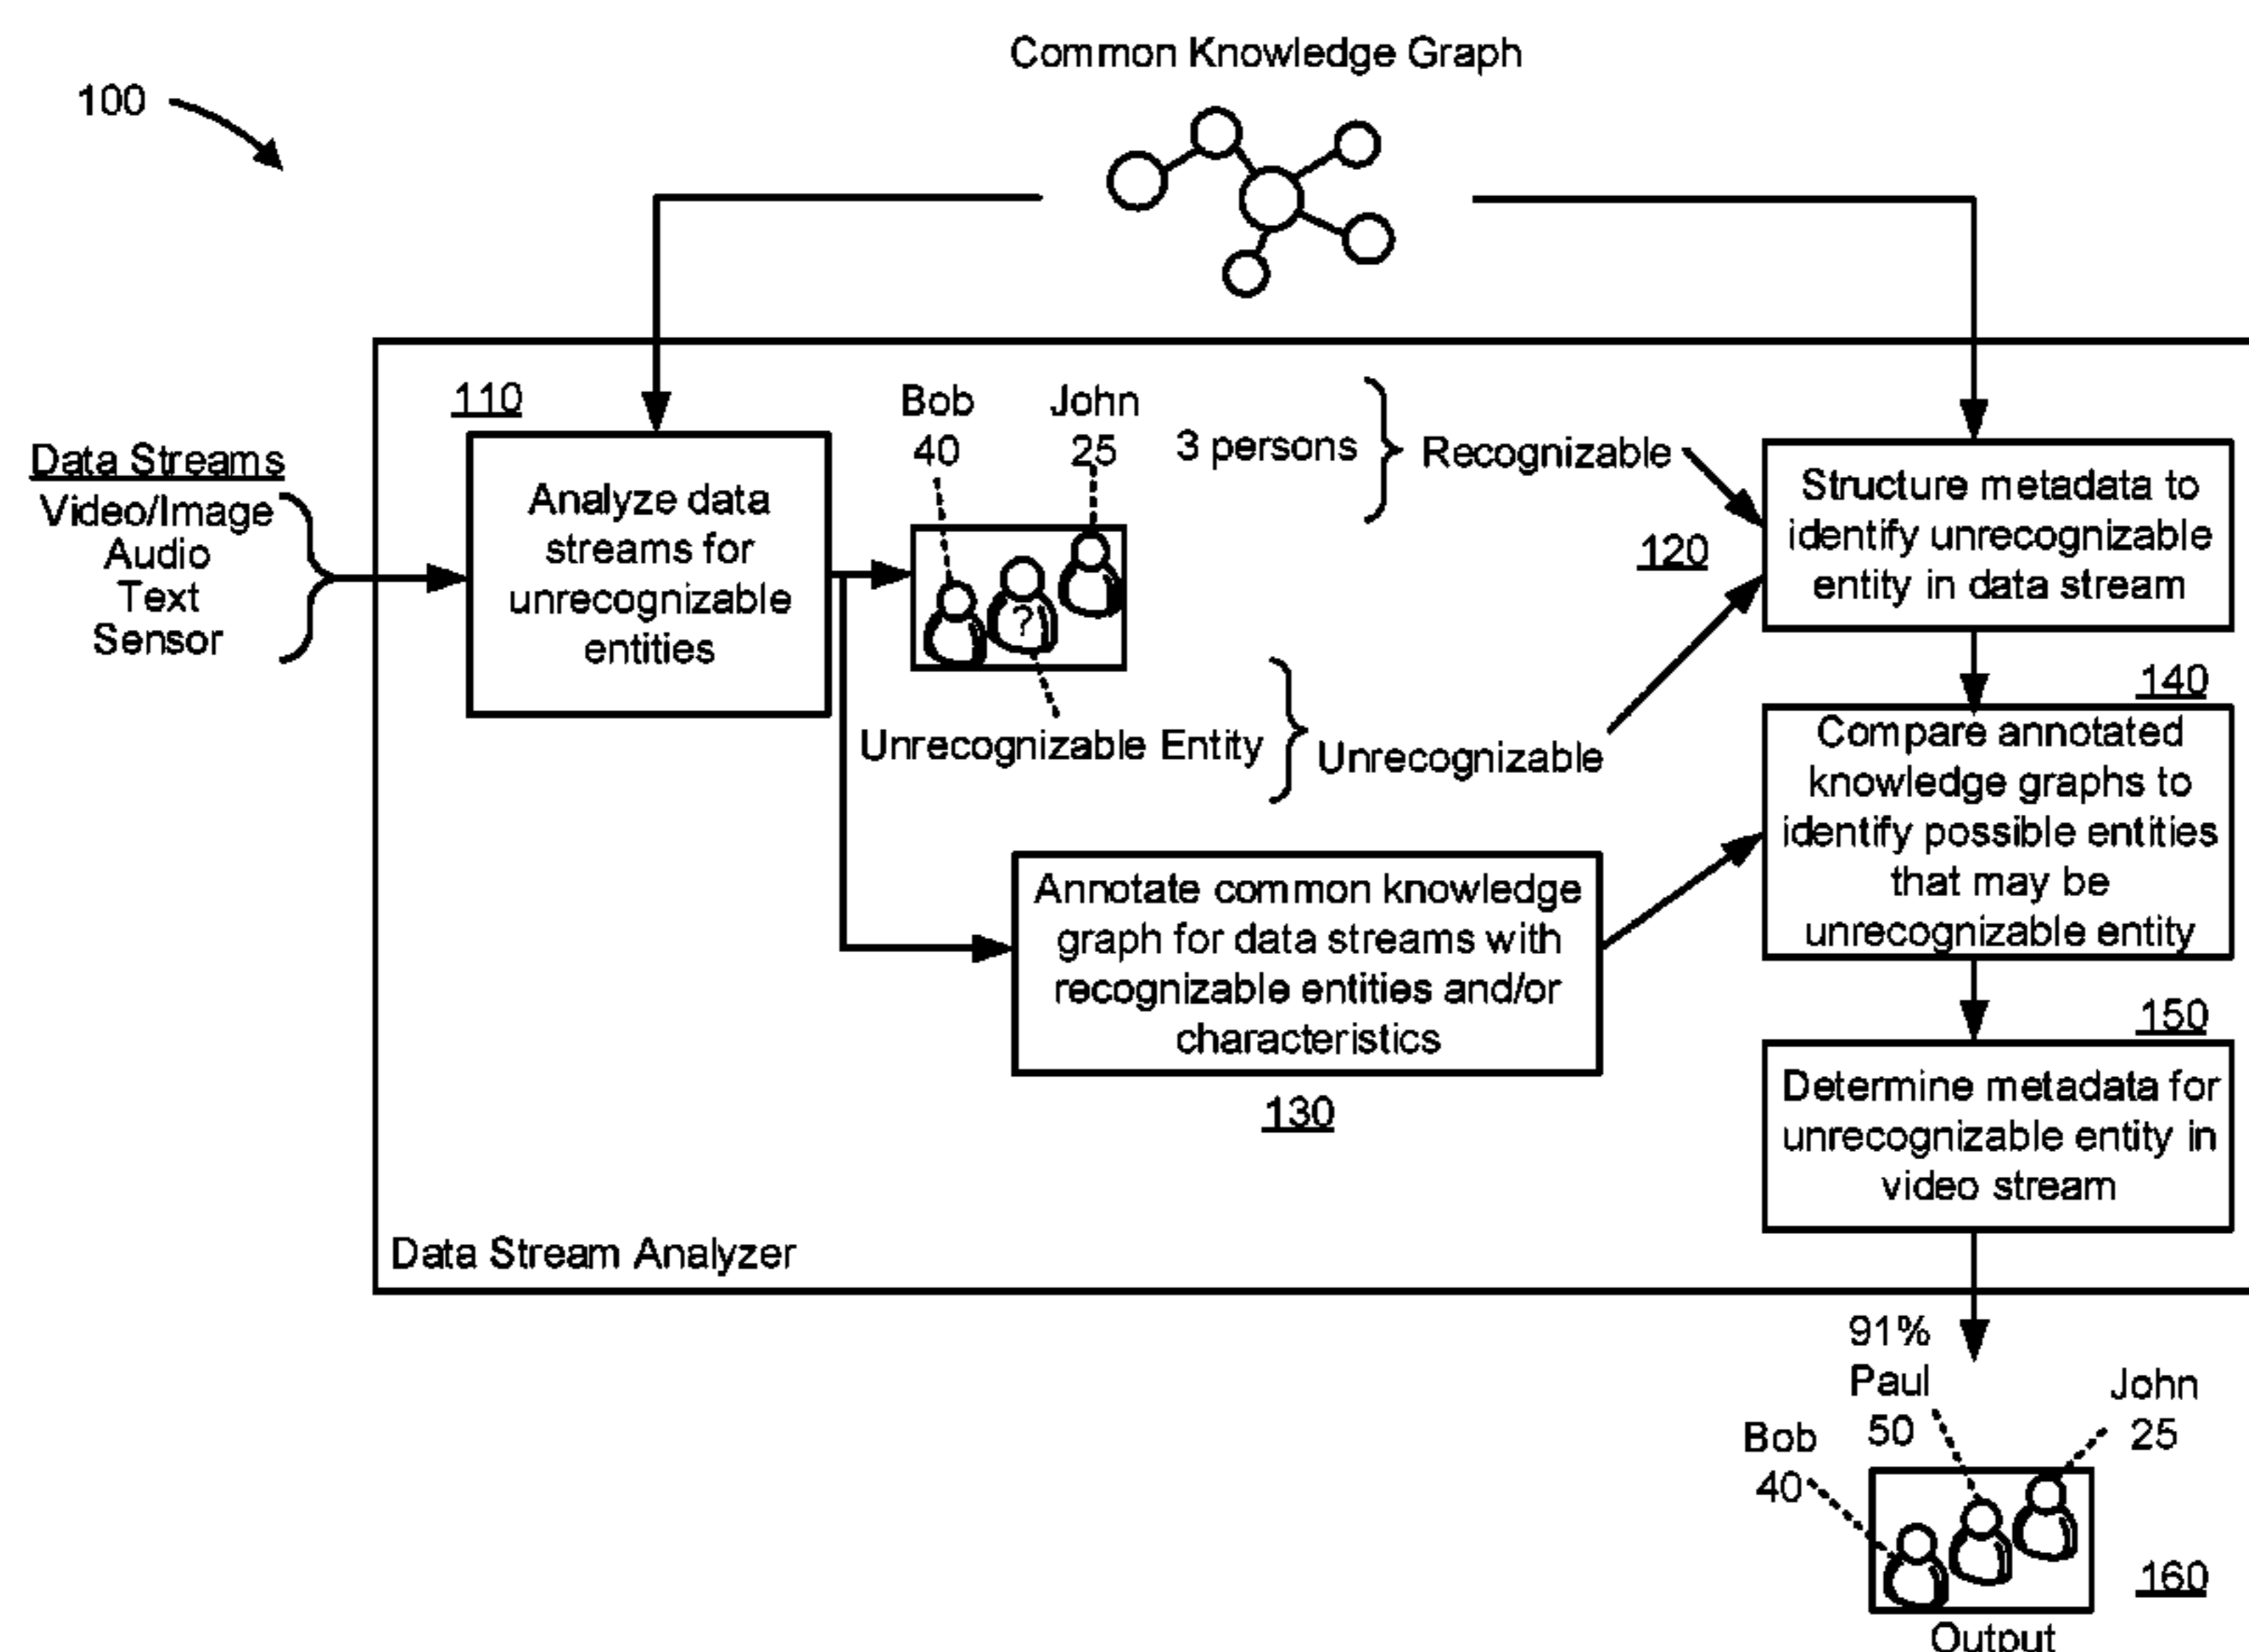 Common Knowledge Graph
100
110
Data Streams
Video/Image
Audio
Text
Sensor
Analyze data
streams for
unrecognizable
entities
Bob
40
John
25
3 persons
Recognizable
?
Unrecognizable Entity
Unrecognizable
120
Structure metadata to
identify unrecognizable
entity in data stream
Annotate common knowledge
graph for data streams with
recognizable entities and/or
characteristics
130
140
Compare annotated
knowledge graphs to
identify possible entities
that may be
unrecognizable entity
150
Determine metadata for
unrecognizable entity in
video stream
Data Stream Analyzer
91%
Paul
50
John
25
Bob
40
160
Output